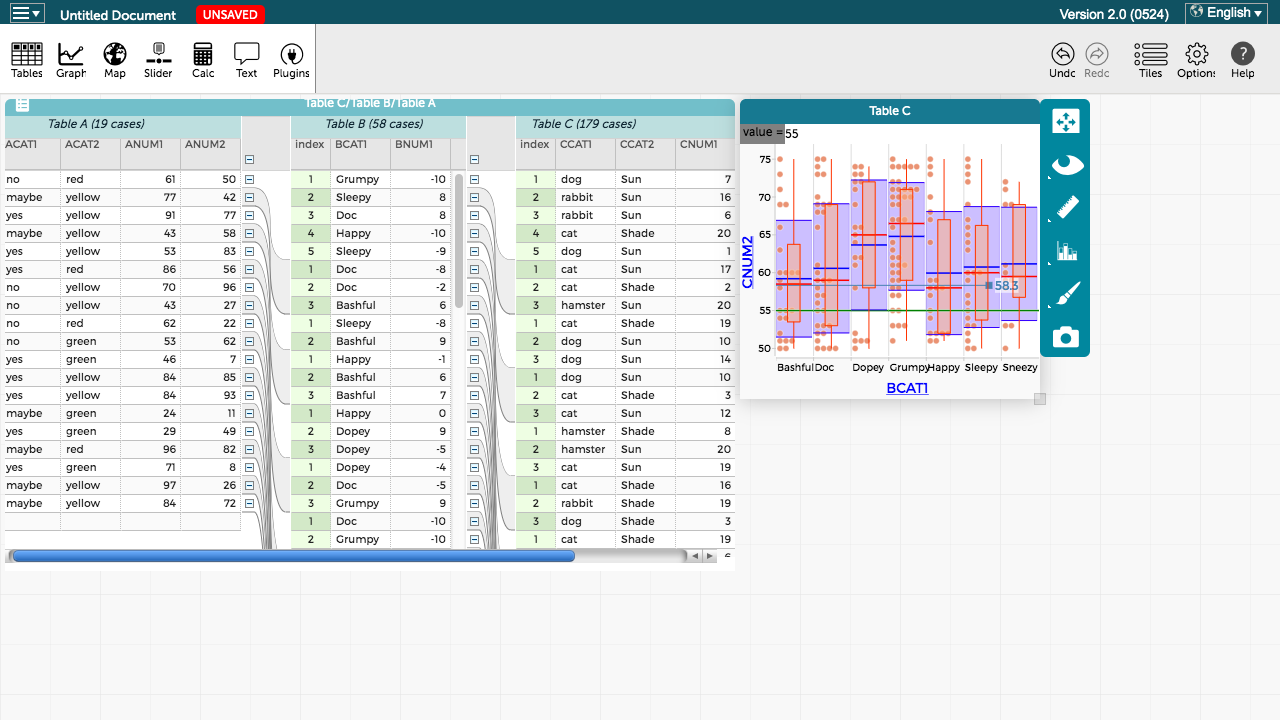 Untitled Document UNSAVED Version 2.0 (0524) English
Tables Graph Map Slider Calc Text Plugins Undo Redo Tiles Options Help
Table C/Table B/Table A
Table A (19 cases) Table B (58 cases) Table C (179 cases)
ACAT1 ACAT2 ANUM1 ANUM2 index BCAT1 BNUM1 index CCAT1 CCAT2 CNUM1
no red 61 50 1 Grumpy -10 1 dog Sun 7
maybe yellow 77 42 2 Sleepy 8 2 rabbit Sun 16
yes yellow 91 77 3 Doc 8 3 rabbit Sun 6
maybe yellow 43 58 4 Happy -10 4 cat Shade 20
yes yellow 53 83 5 Sleepy -9 5 dog Sun 1
yes red 86 56 1 Doc -8 1 cat Sun 17
no yellow 70 96 2 Doc -2 2 cat Shade 2
no yellow 43 27 3 Bashful 6 3 hamster Sun 20
no red 62 22 1 Sleepy -8 1 cat Shade 19
no green 53 62 2 Bashful 9 2 dog Sun 10
yes green 46 7 1 Happy -1 3 dog Sun 14
yes yellow 84 85 2 Bashful 6 1 dog Sun 10
yes yellow 84 93 3 Bashful 7 2 cat Shade 3
maybe green 24 11 1 Happy 0 3 cat Sun 12
yes green 29 49 2 Dopey 9 1 hamster Shade 8
maybe red 96 82 3 Dopey -5 2 hamster Sun 20
yes green 71 8 1 Dopey -4 3 cat Sun 19
maybe yellow 97 26 2 Doc -5 1 cat Shade 16
maybe yellow 84 72 3 Grumpy 9 2 rabbit Shade 19
1 Doc -10 3 dog Shade 3
2 Grumpy -10 1 cat Shade 19
Table C
value = 55
75
70
65
60
55
50
CNUM2
58.3
Bashful Doc Dopey Grumpy Happy Sleepy Sneezy
BCAT1